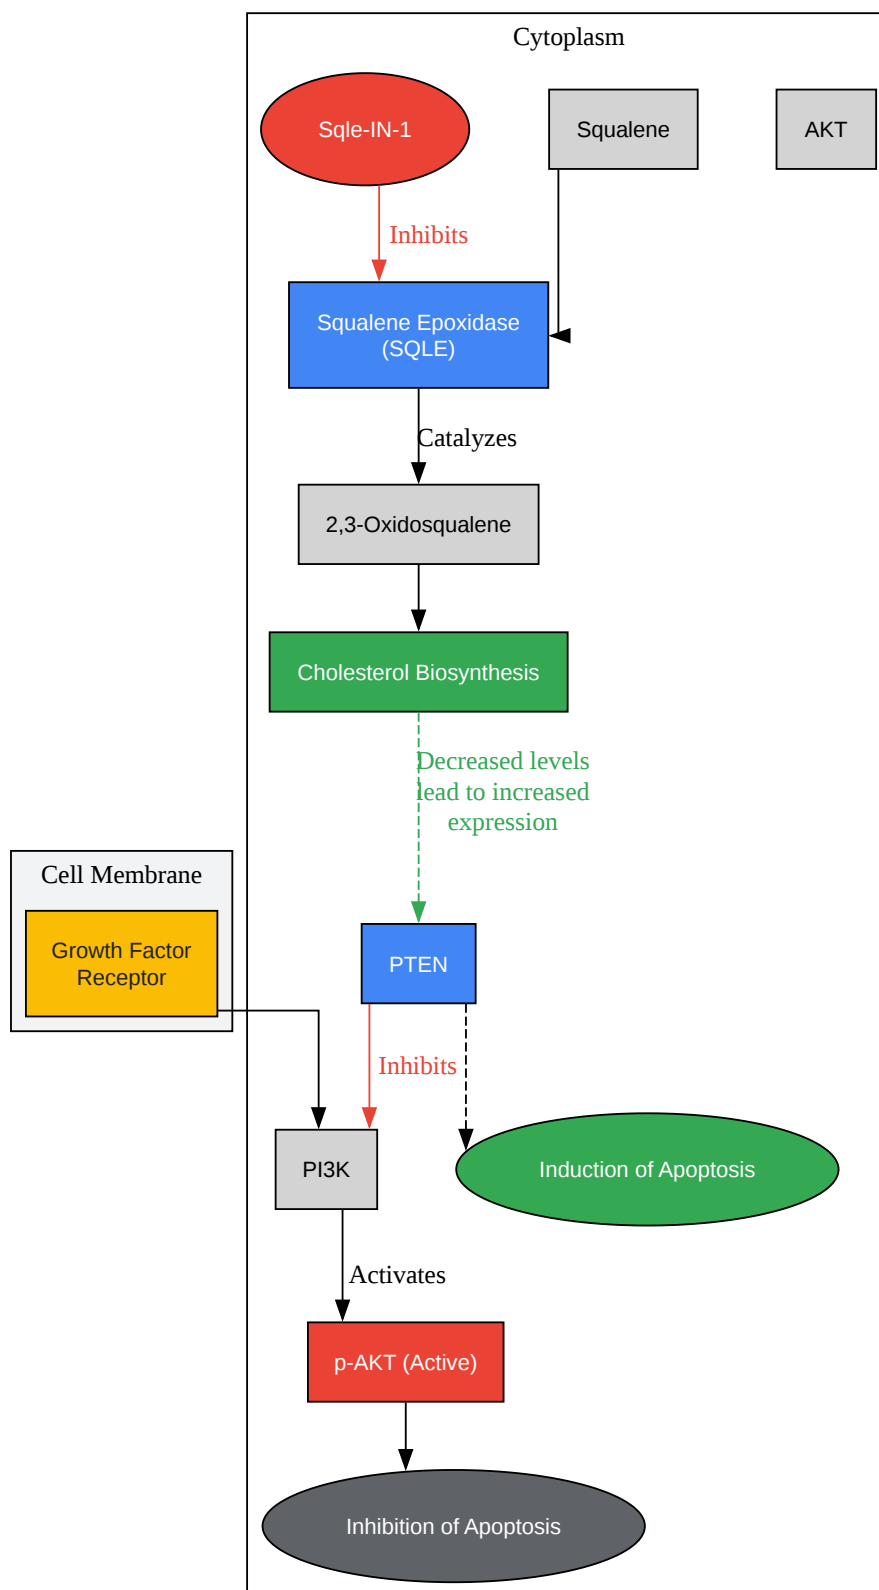 Cytoplasm
Sqle-IN-1
Squalene
AKT
Inhibits
Squalene Epoxidase
(SQLE)
Catalyzes
2,3-Oxidosqualene
Cholesterol Biosynthesis
Decreased levels
lead to increased
expression
Cell Membrane
Growth Factor
Receptor
PTEN
Inhibits
PI3K
Induction of Apoptosis
Activates
p-AKT (Active)
Inhibition of Apoptosis